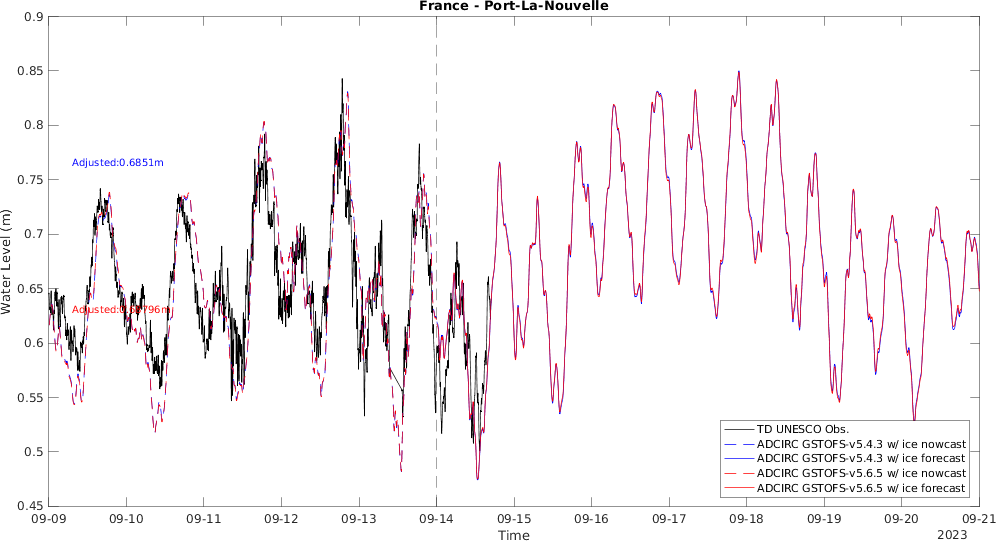 France - Port-La-Nouvelle
0.9
0.85
0.8
0.75
0.7
0.65
0.6
0.55
0.5
0.45
Water Level (m)
Adjusted:0.6851m
TD UNESCO Obs.
ADCIRC GSTOFS-v5.4.3 w/ ice nowcast
ADCIRC GSTOFS-v5.4.3 w/ ice forecast
ADCIRC GSTOFS-v5.6.5 w/ ice nowcast
ADCIRC GSTOFS-v5.6.5 w/ ice forecast
09-09 09-10 09-11 09-12 09-13 09-14 09-15 09-16 09-17 09-18 09-19 09-20 09-21
Time
2023